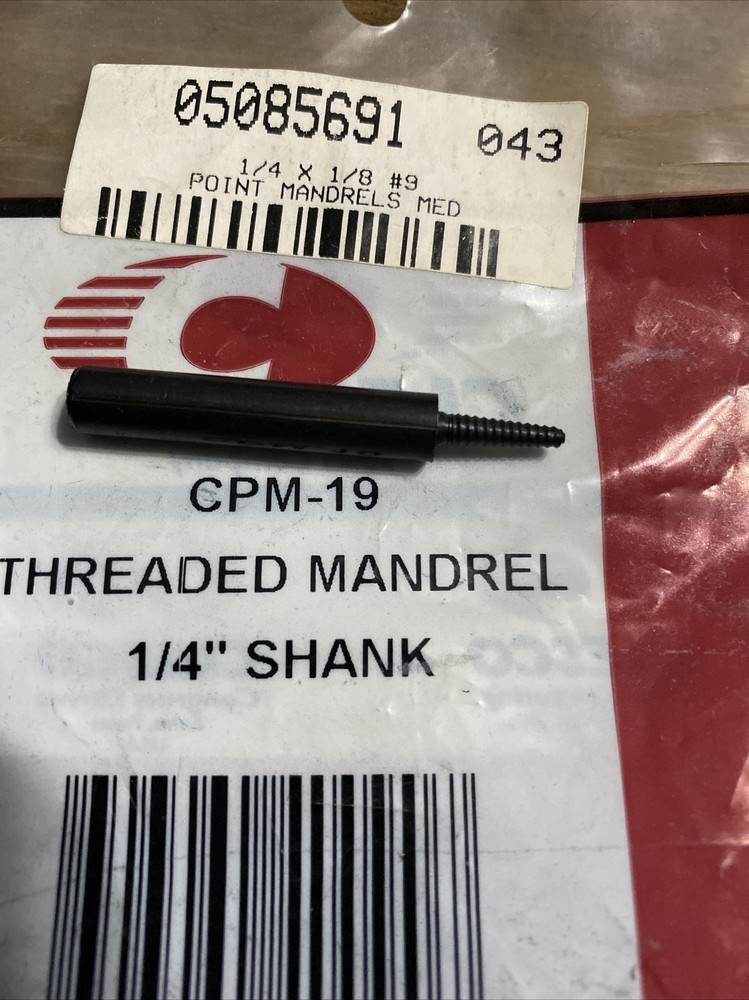 05085691 043
1/4 X 1/8 #9
POINT MANDRELS MED
CPM-19
THREADED MANDREL
1/4" SHANK